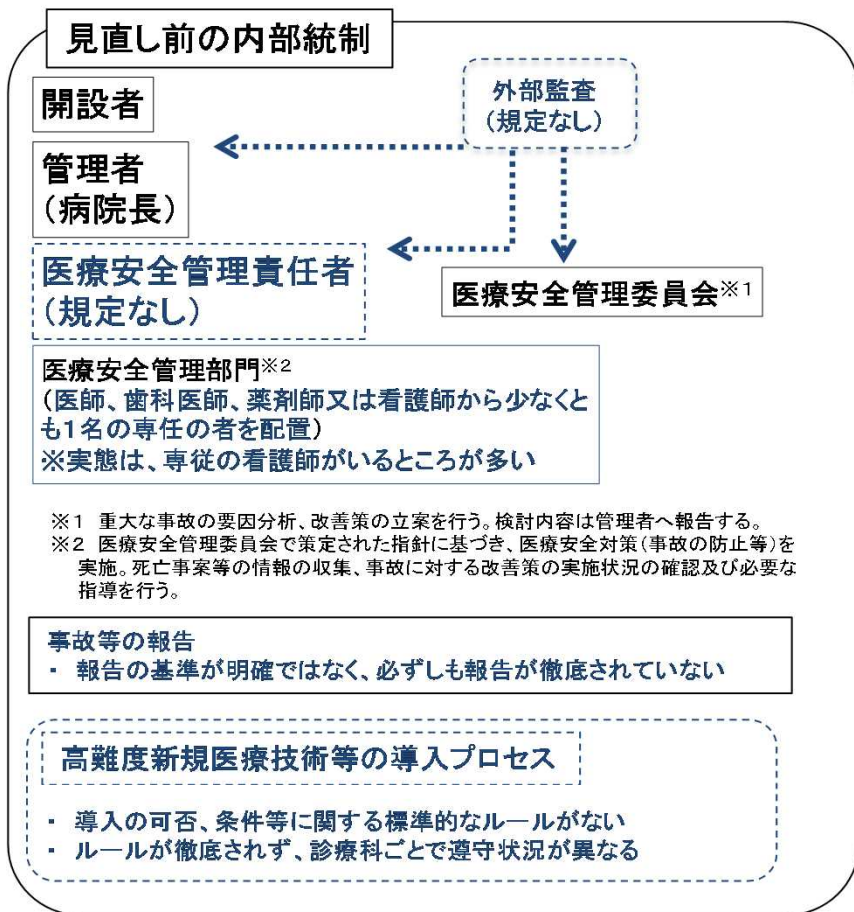 見直し前の内部統制
開設者
外部監査
(規定なし)
管理者
(病院長)
医療安全管理責任者
(規定なし)
医療安全管理委員会※1
医療安全管理部門※2
(医師、歯科医師、薬剤師又は看護師から少なくと
も1名の専任の者を配置)
※実態は、専従の看護師がいるところが多い
※1 重大な事故の要因分析、改善策の立案を行う。検討内容は管理者へ報告する。
※2 医療安全管理委員会で策定された指針に基づき、医療安全対策(事故の防止等)を
実施。死亡事案等の情報の収集、事故に対する改善策の実施状況の確認及び必要な
指導を行う。
事故等の報告
・ 報告の基準が明確ではなく、必ずしも報告が徹底されていない
高難度新規医療技術等の導入プロセス
・ 導入の可否、条件等に関する標準的なルールがない
・ ルールが徹底されず、診療科ごとで遵守状況が異なる